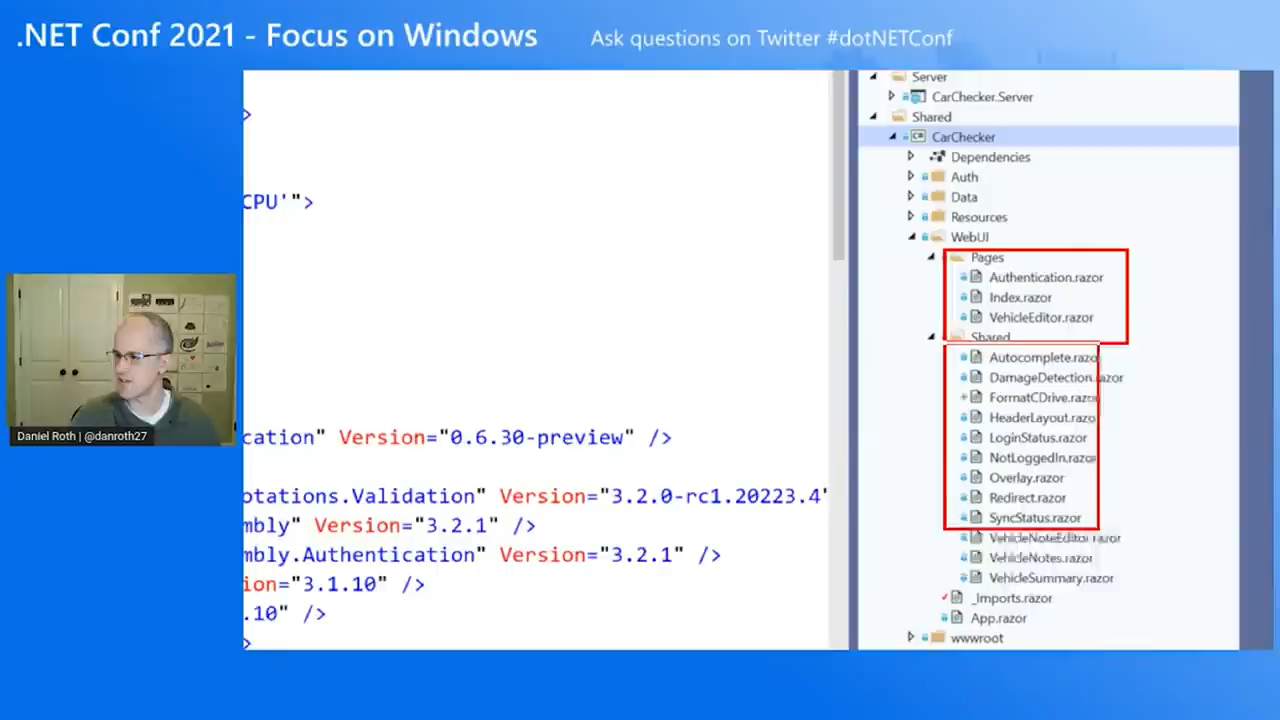 .NET Conf 2021 - Focus on Windows
Ask questions on Twitter #dotNETConf
>
CPU'">
cation" Version="0.6.30-preview" />
otations.Validation" Version="3.2.0-rc1.20223.4"
mbly" Version="3.2.1" />
mbly.Authentication" Version="3.2.1" />
ion="3.1.10" />
.10" />
>
Server
CarChecker.Server
Shared
C# CarChecker
Dependencies
Auth
Data
Resources
WebUI
Pages
Authentication.razor
Index.razor
VehicleEditor.razor
Shared
Autocomplete.razor
DamageDetection.razor
FormatCDrive.razor
HeaderLayout.razor
LoginStatus.razor
NotLoggedIn.razor
Overlay.razor
Redirect.razor
SyncStatus.razor
VehicleNoteEditor.razor
VehicleNotes.razor
VehicleSummary.razor
_Imports.razor
App.razor
wwwroot
Daniel Roth | @danroth27